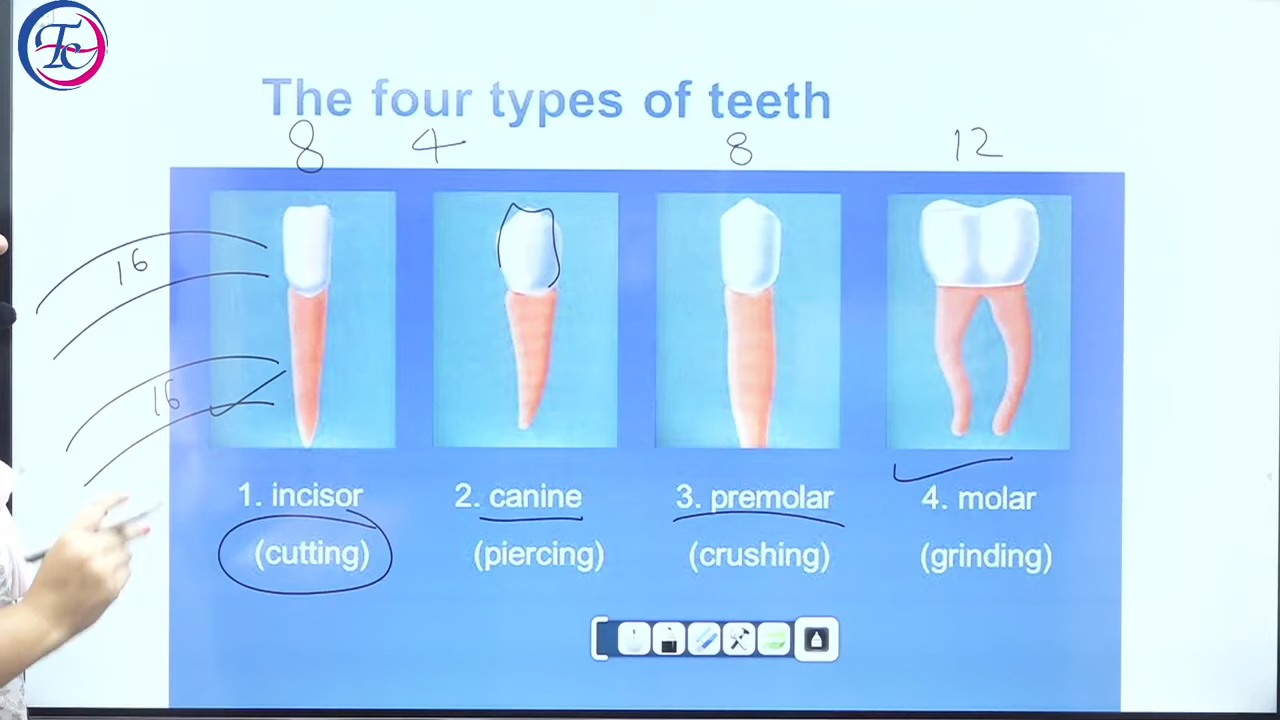 Tc
The four types of teeth
8 4 8 12
16
16
1. incisor 2. canine 3. premolar 4. molar
(cutting) (piercing) (crushing) (grinding)